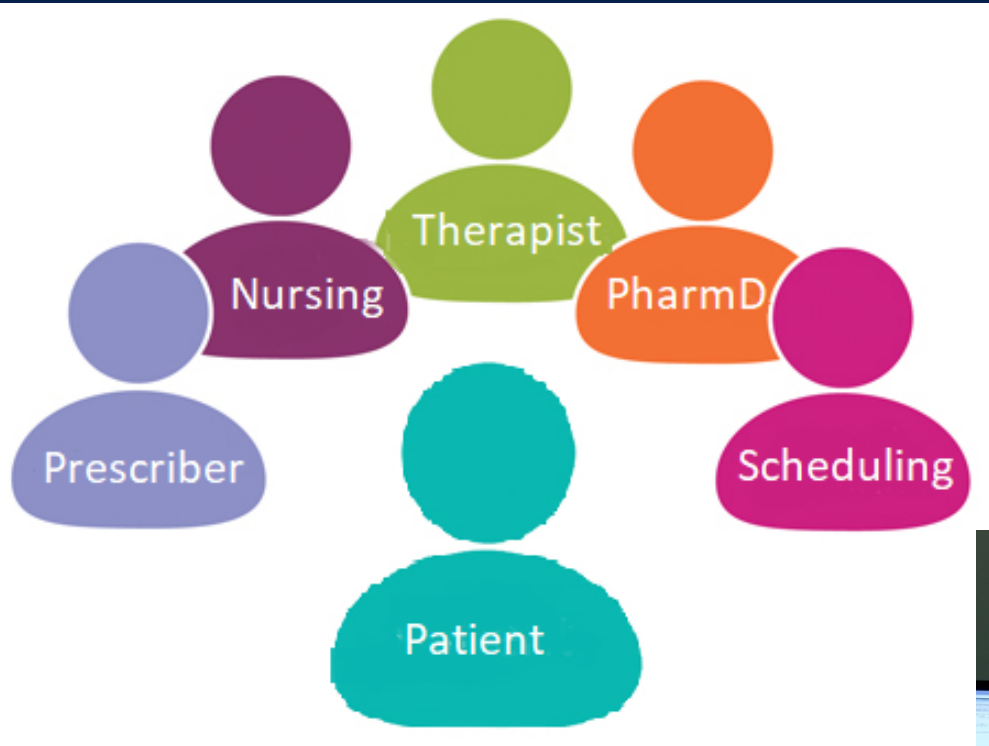 Therapist
Nursing
PharmD
Prescriber
Scheduling
Patient